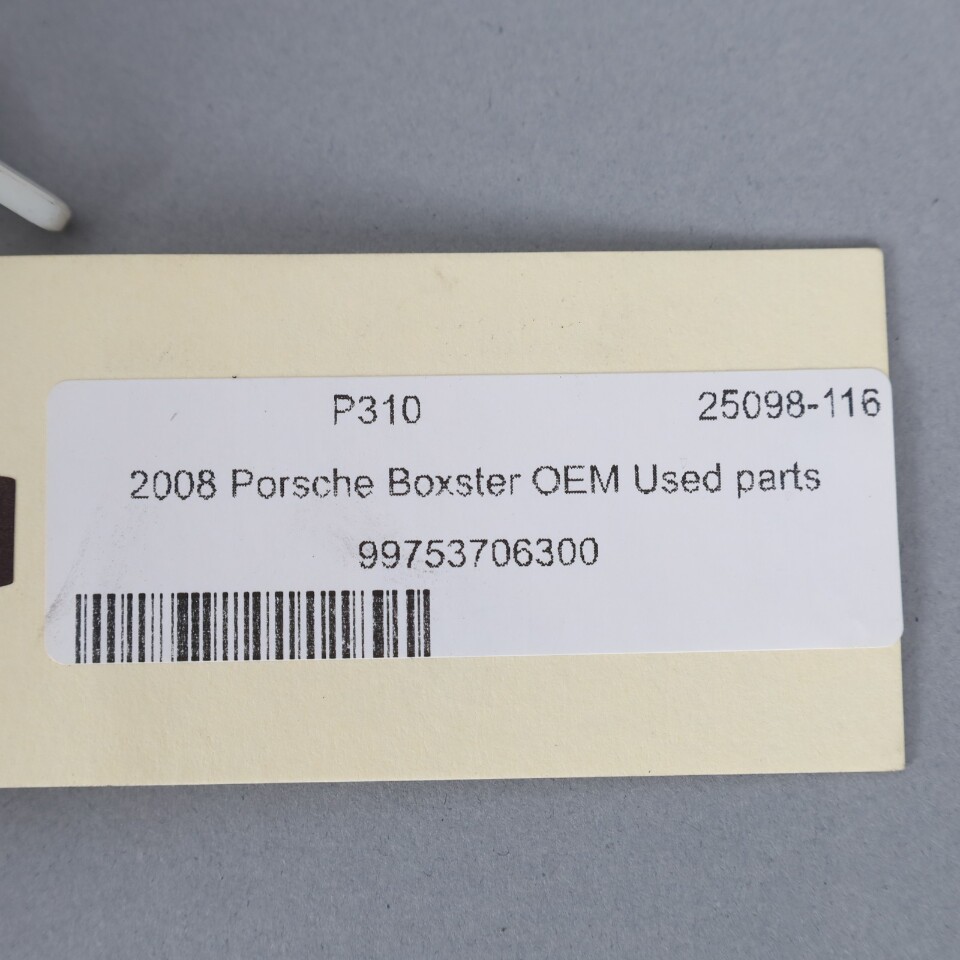 P310 25098-116
2008 Porsche Boxster OEM Used parts
99753706300